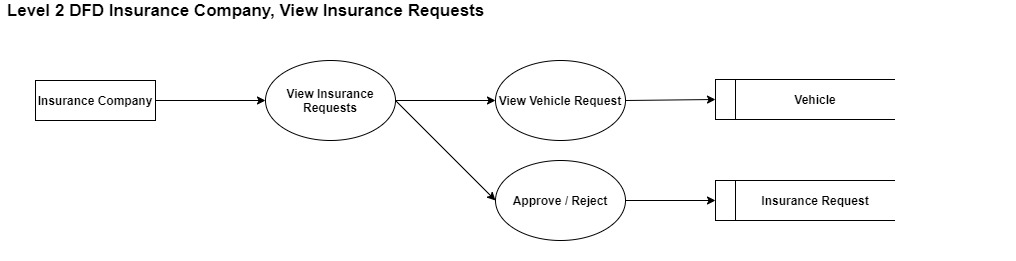 Level 2 DFD Insurance Company, View Insurance Requests
Insurance Company
View Insurance
Requests
View Vehicle Request
Vehicle
Approve / Reject
Insurance Request